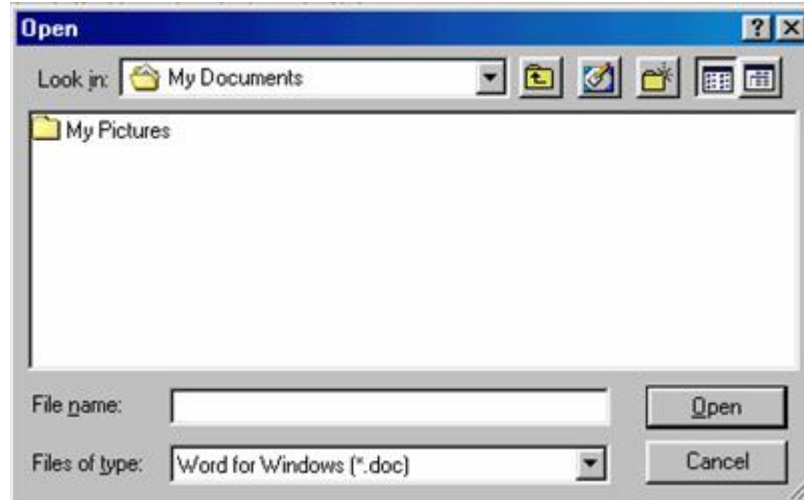 Open
Look in: My Documents
My Pictures
File name: Open
Files of type: Word for Windows (*.doc) Cancel